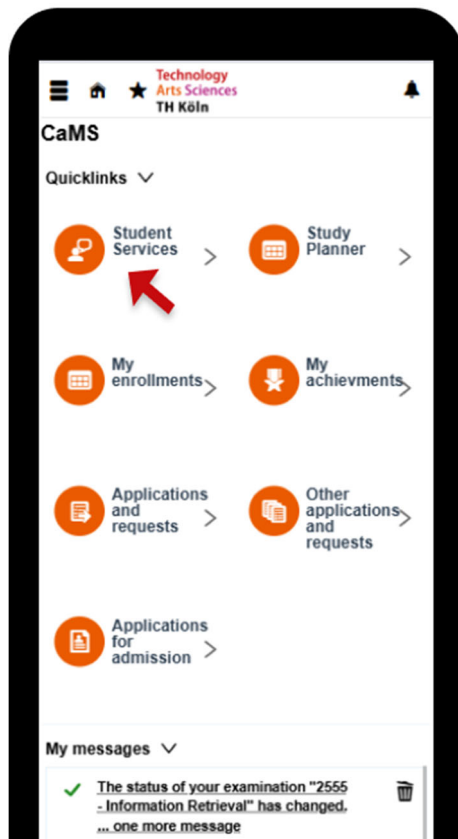 Technology
Arts Sciences
TH Köln
CaMS
Quicklinks
Student
Services
Study
Planner
My
enrollments
My
achievments
Applications
and
requests
Other
applications
and
requests
Applications
for
admission
My messages
The status of your examination "2555
- Information Retrieval" has changed.
... one more message